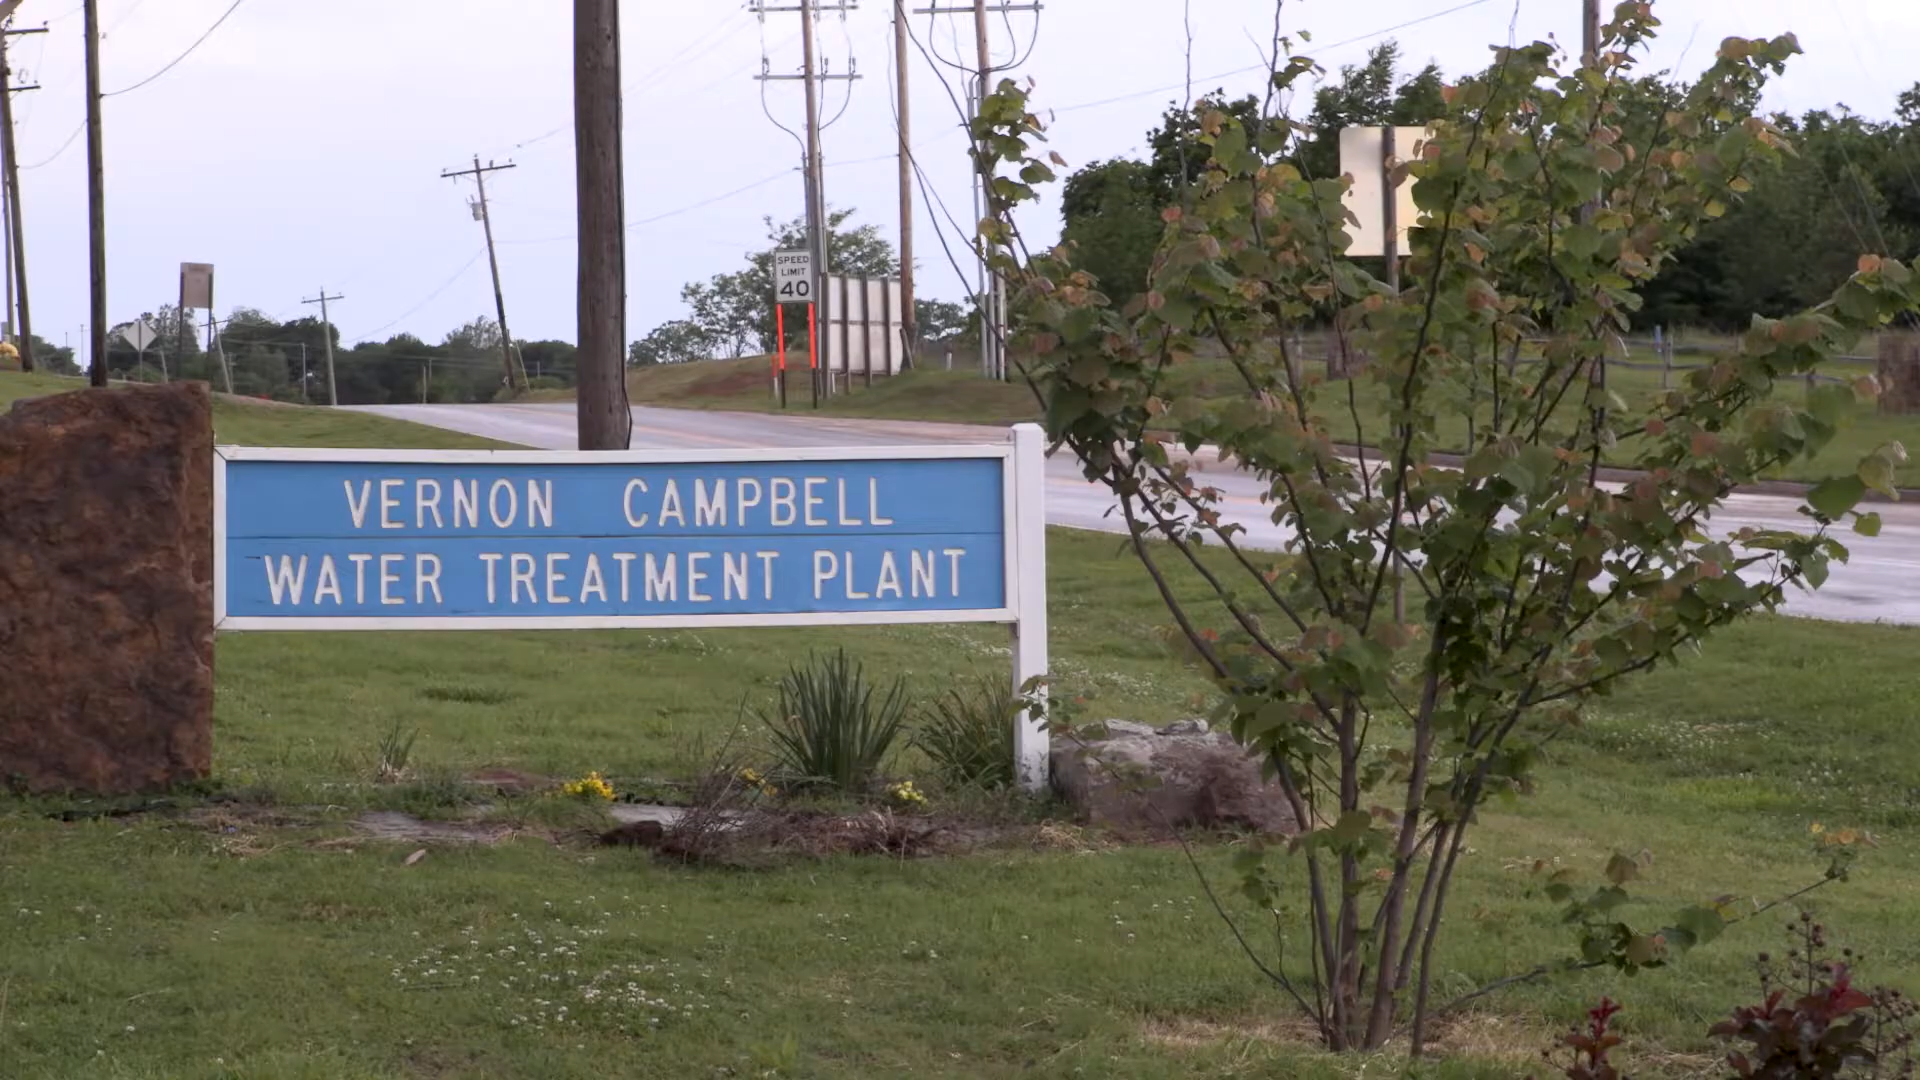 SPEED
LIMIT
40
VERNON CAMPBELL
WATER TREATMENT PLANT